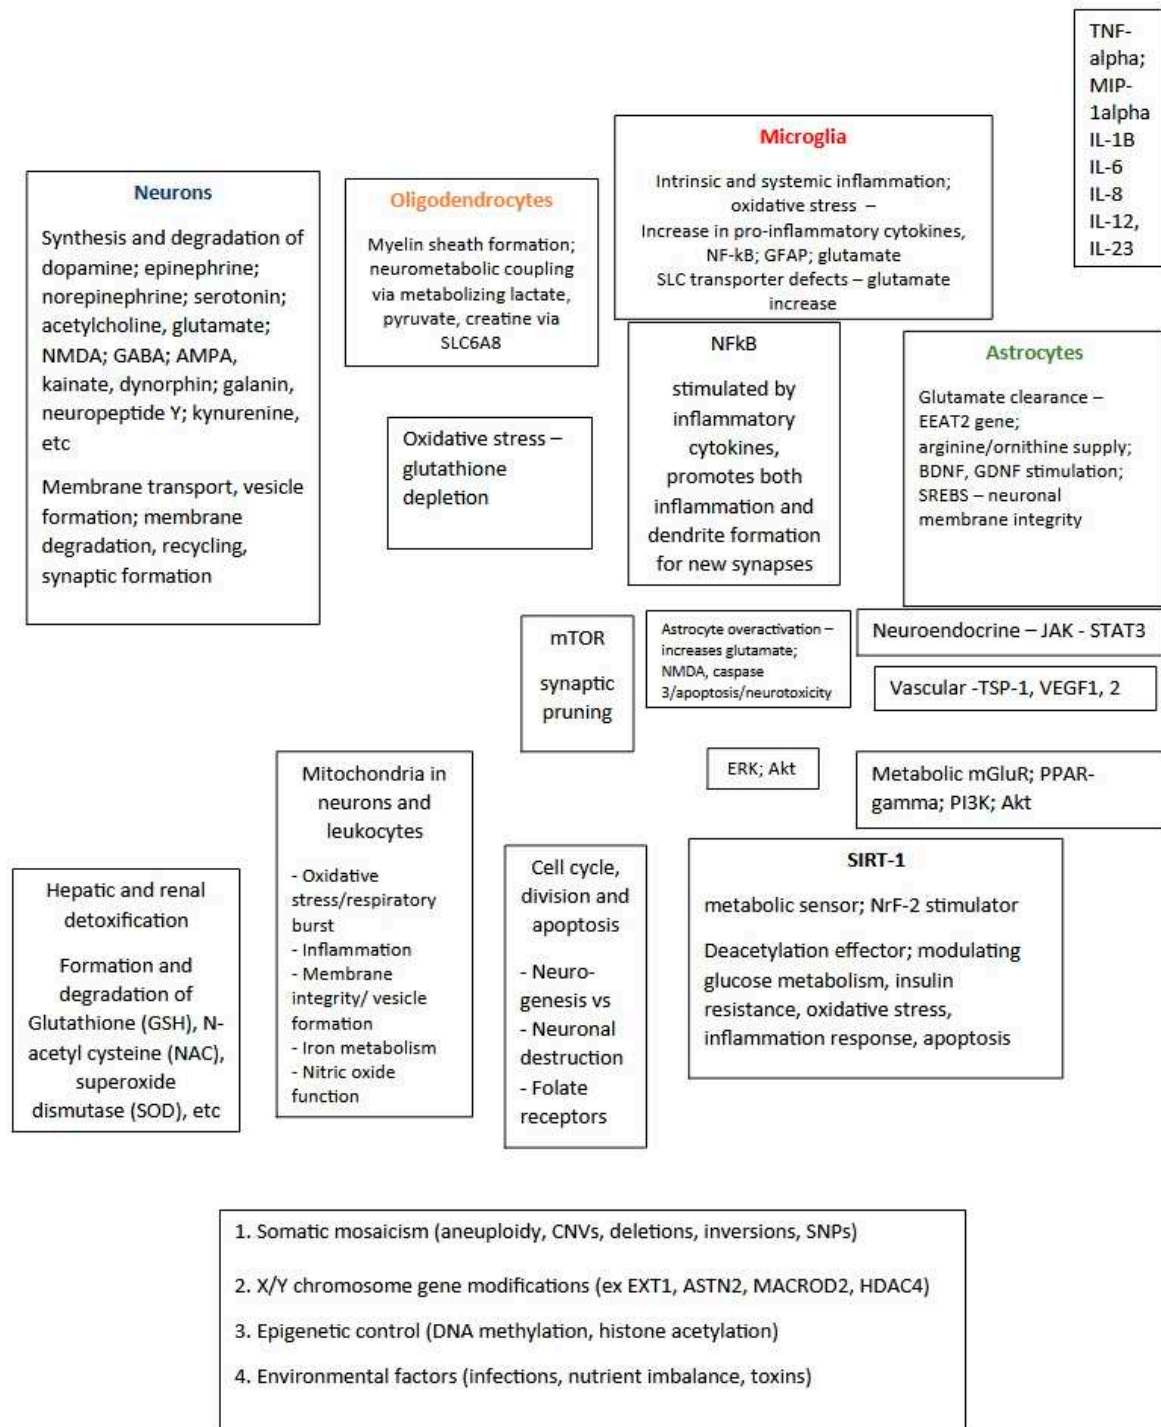 TNF-
alpha;
MIP-
1alpha
IL-1B
IL-6
IL-8
IL-12,
IL-23
Microglia
Intrinsic and systemic inflammation;
oxidative stress –
Increase in pro-inflammatory cytokines,
NF-kB; GFAP; glutamate
SLC transporter defects – glutamate
increase
Neurons
Synthesis and degradation of
dopamine; epinephrine;
norepinephrine; serotonin;
acetylcholine, glutamate;
NMDA; GABA; AMPA,
kainate, dynorphin; galanin,
neuropeptide Y; kynurenine,
etc
Membrane transport, vesicle
formation; membrane
degradation, recycling,
synaptic formation
Oligodendrocytes
Myelin sheath formation;
neurometabolic coupling
via metabolizing lactate,
pyruvate, creatine via
SLC6A8
Oxidative stress –
glutathione
depletion
NFkB
stimulated by
inflammatory
cytokines,
promotes both
inflammation and
dendrite formation
for new synapses
Astrocytes
Glutamate clearance –
EEAT2 gene;
arginine/ornithine supply;
BDNF, GDNF stimulation;
SREBS – neuronal
membrane integrity
mTOR
synaptic
pruning
Astrocyte overactivation –
increases glutamate;
NMDA, caspase
3/apoptosis/neurotoxicity
Neuroendocrine – JAK - STAT3
Vascular -TSP-1, VEGF1, 2
ERK; Akt
Metabolic mGluR; PPAR-
gamma; PI3K; Akt
Mitochondria in
neurons and
leukocytes
- Oxidative
stress/respiratory
burst
- Inflammation
- Membrane
integrity/ vesicle
formation
- Iron metabolism
- Nitric oxide
function
Cell cycle,
division and
apoptosis
- Neuro-
genesis vs
- Neuronal
destruction
- Folate
receptors
SIRT-1
metabolic sensor; NrF-2 stimulator
Deacetylation effector; modulating
glucose metabolism, insulin
resistance, oxidative stress,
inflammation response, apoptosis
Hepatic and renal
detoxification
Formation and
degradation of
Glutathione (GSH), N-
acetyl cysteine (NAC),
superoxide
dismutase (SOD), etc
1. Somatic mosaicism (aneuploidy, CNVs, deletions, inversions, SNPs)
2. X/Y chromosome gene modifications (ex EXT1, ASTN2, MACROD2, HDAC4)
3. Epigenetic control (DNA methylation, histone acetylation)
4. Environmental factors (infections, nutrient imbalance, toxins)